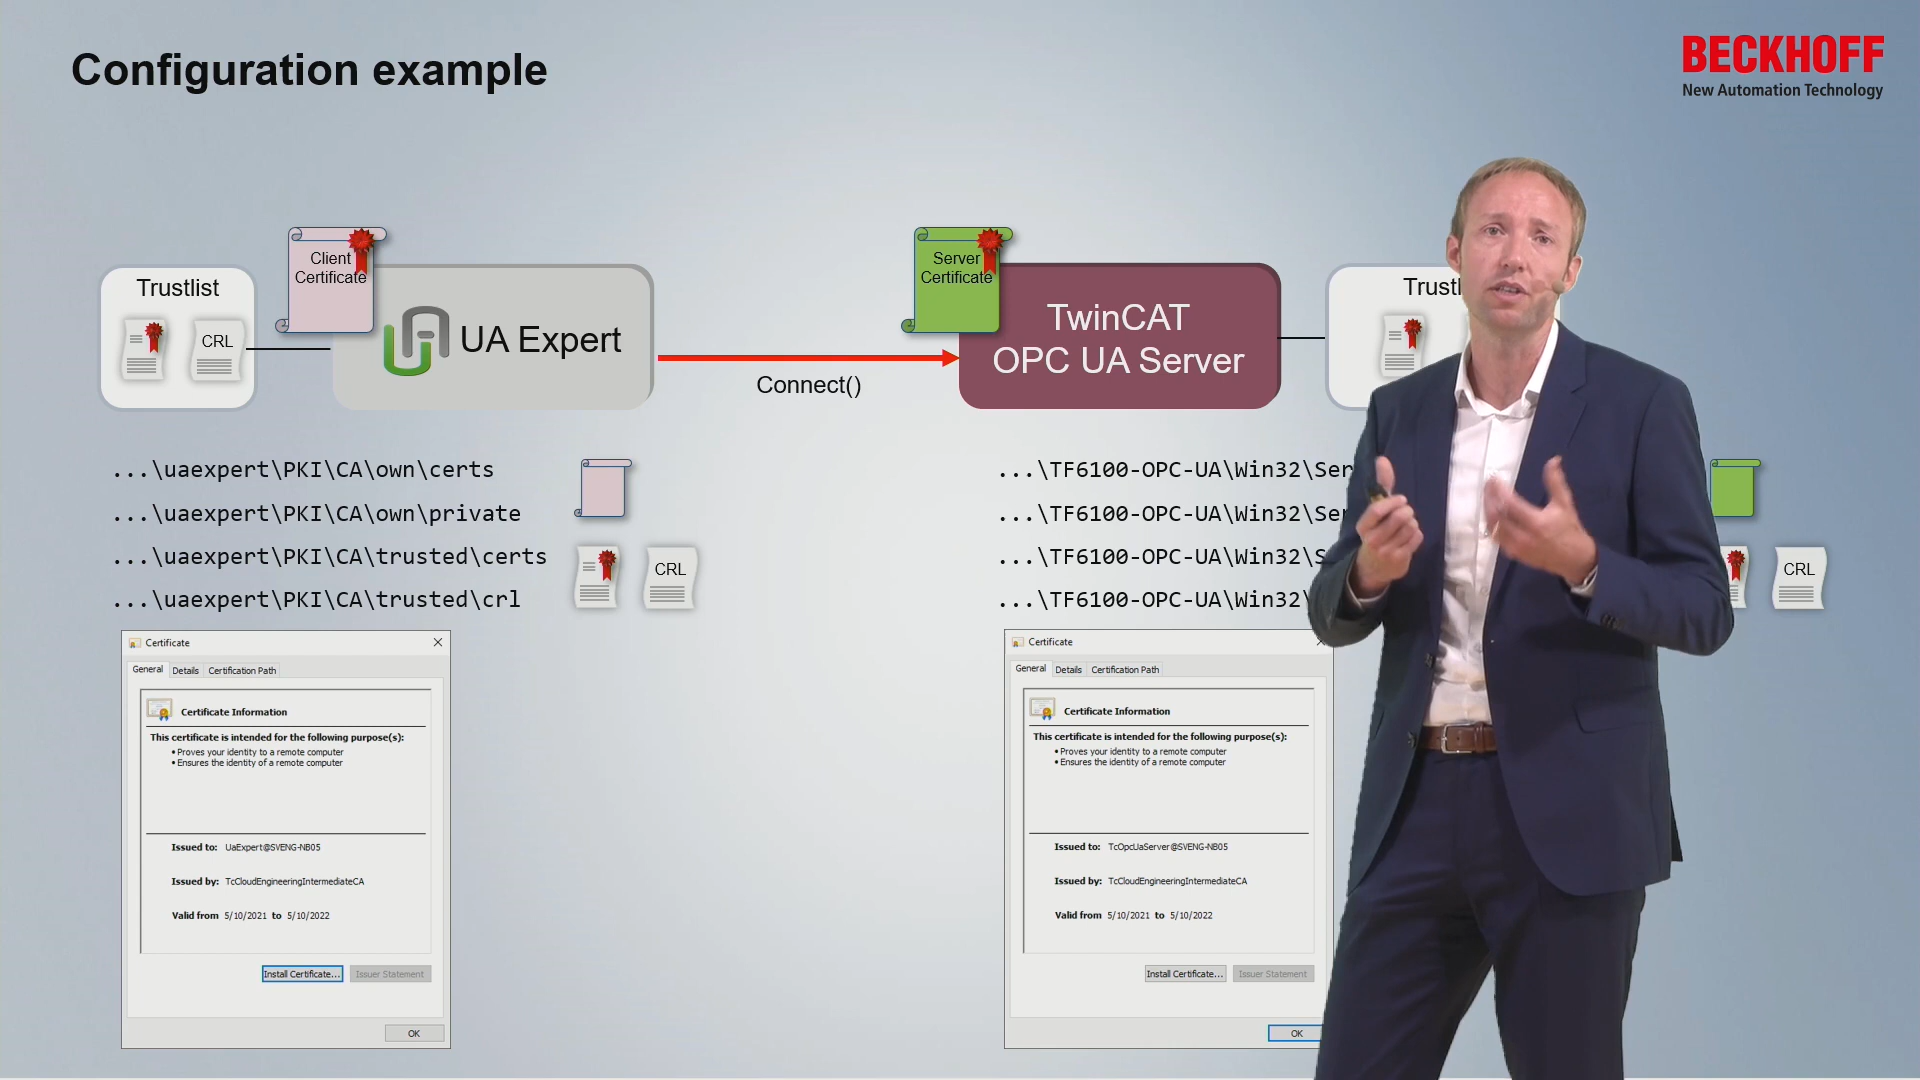 Configuration example
BECKHOFF
New Automation Technology
Trustlist
CRL
Client
Certificate
UA Expert
Connect()
Server
Certificate
TwinCAT
OPC UA Server
CRL
...\uaexpert\PKI\CA\own\certs
...\uaexpert\PKI\CA\own\private
...\uaexpert\PKI\CA\trusted\certs
...\uaexpert\PKI\CA\trusted\crl
CRL
...\TF6100-OPC-UA\Win32\
...\TF6100-OPC-UA\Win32\
...\TF6100-OPC-UA\Win32\
...\TF6100-OPC-UA\Win32\
Certificate
General Details Certification Path
Certificate Information
This certificate is intended for the following purpose(s):
• Proves your identity to a remote computer
• Ensures the identity of a remote computer
Issued to: UaExpert@SVENG-NB05
Issued by: TcCloudEngineeringIntermediateCA
Valid from 5/10/2021 to 5/10/2022
Install Certificate... Issuer Statement
OK
Certificate
General Details Certification Path
Certificate Information
This certificate is intended for the following purpose(s):
• Proves your identity to a remote computer
• Ensures the identity of a remote computer
Issued to: TcOpcUaServer@SVENG-NB05
Issued by: TcCloudEngineeringIntermediateCA
Valid from 5/10/2021 to 5/10/2022
Install Certificate... Issuer Statement
OK